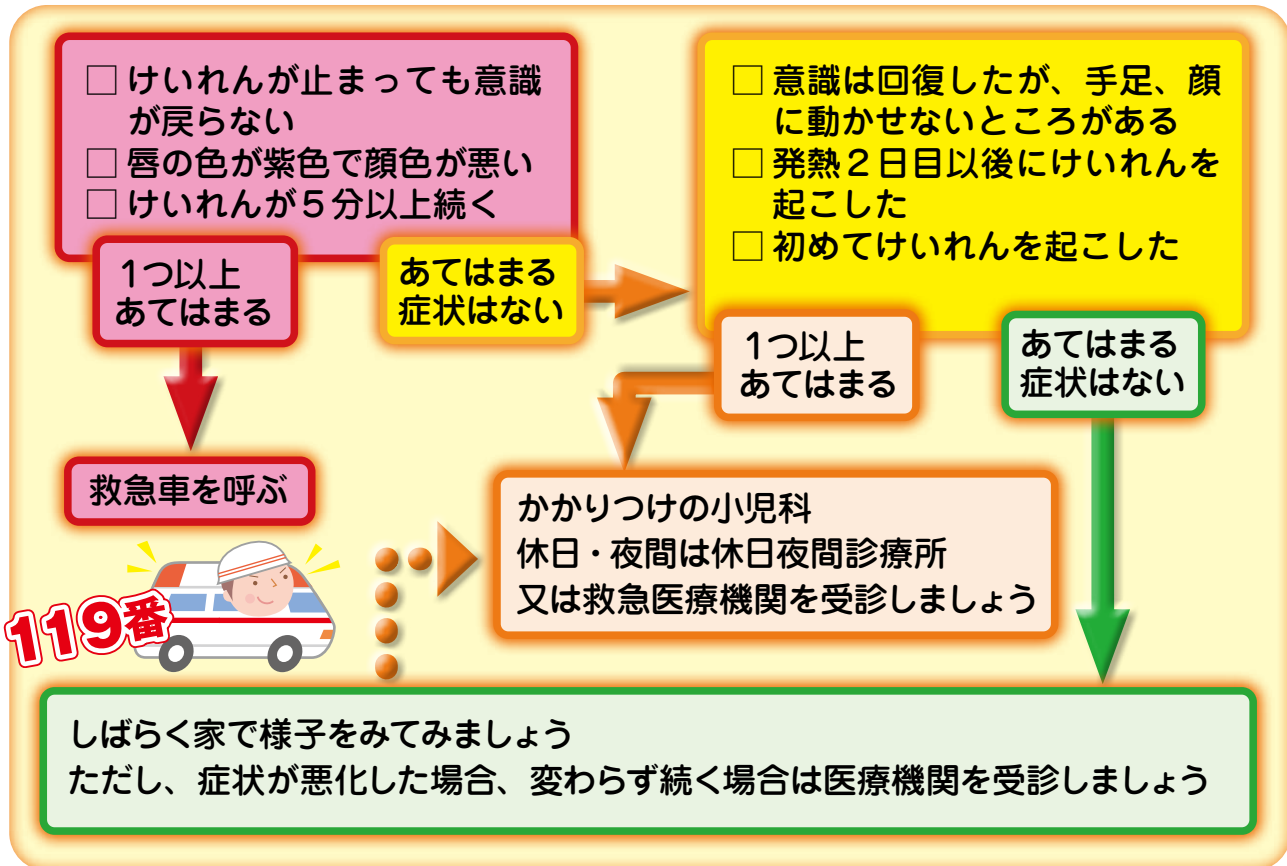 □ けいれんが止まっても意識
が戻らない
□ 唇の色が紫色で顔色が悪い
□ けいれんが５分以上続く
1つ以上
あてはまる
あてはまる
症状はない
□ 意識は回復したが、手足、顔
に動かせないところがある
□ 発熱２日目以後にけいれんを
起こした
□ 初めてけいれんを起こした
1つ以上
あてはまる
あてはまる
症状はない
救急車を呼ぶ
119番
かかりつけの小児科
休日・夜間は休日夜間診療所
又は救急医療機関を受診しましょう
しばらく家で様子をみてみましょう
ただし、症状が悪化した場合、変わらず続く場合は医療機関を受診しましょう